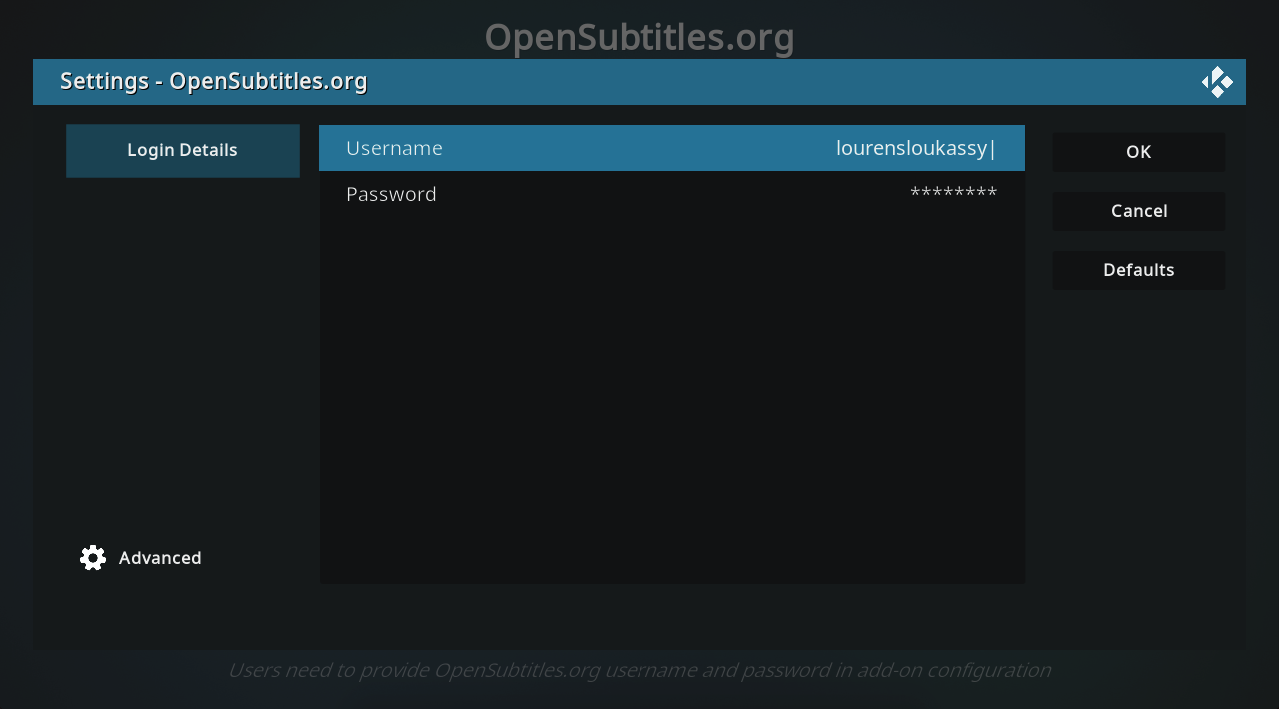 OpenSubtitles.org
Settings - OpenSubtitles.org
Login Details
Username lourensloukassy|
Password ********
OK
Cancel
Defaults
Advanced
Users need to provide OpenSubtitles.org username and password in add-on configuration